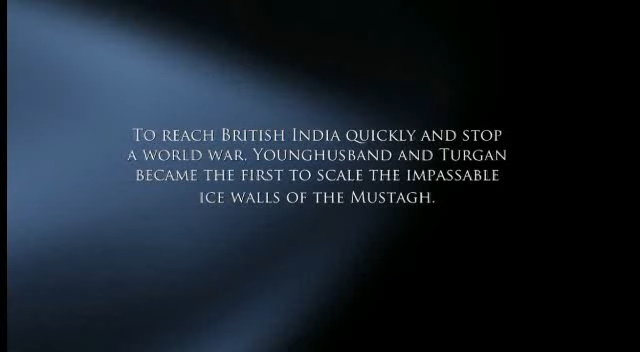 To reach British India quickly and stop
a world war, Younghusband and Turgan
became the first to scale the impassable
ice walls of the Mustagh.